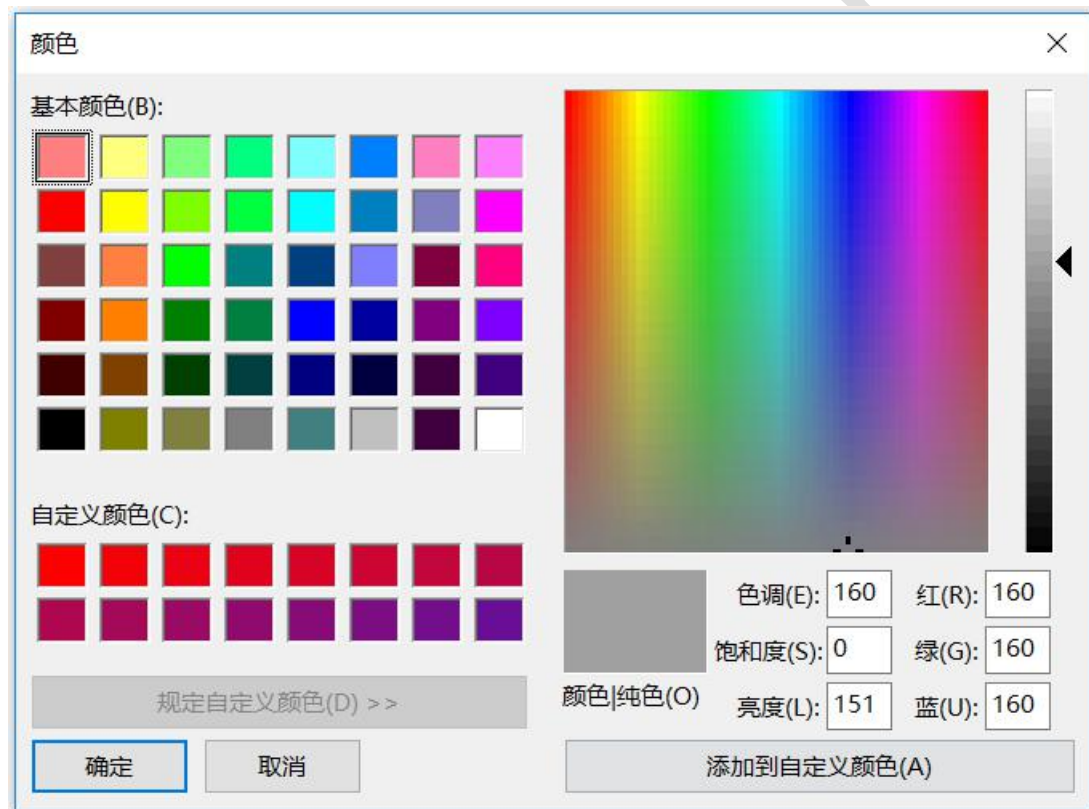 颜色
基本颜色(B):
自定义颜色(C):
规定自定义颜色(D) >>
确定 取消
颜色|纯色(O)
色调(E): 160 红(R): 160
饱和度(S): 0 绿(G): 160
亮度(L): 151 蓝(U): 160
添加到自定义颜色(A)